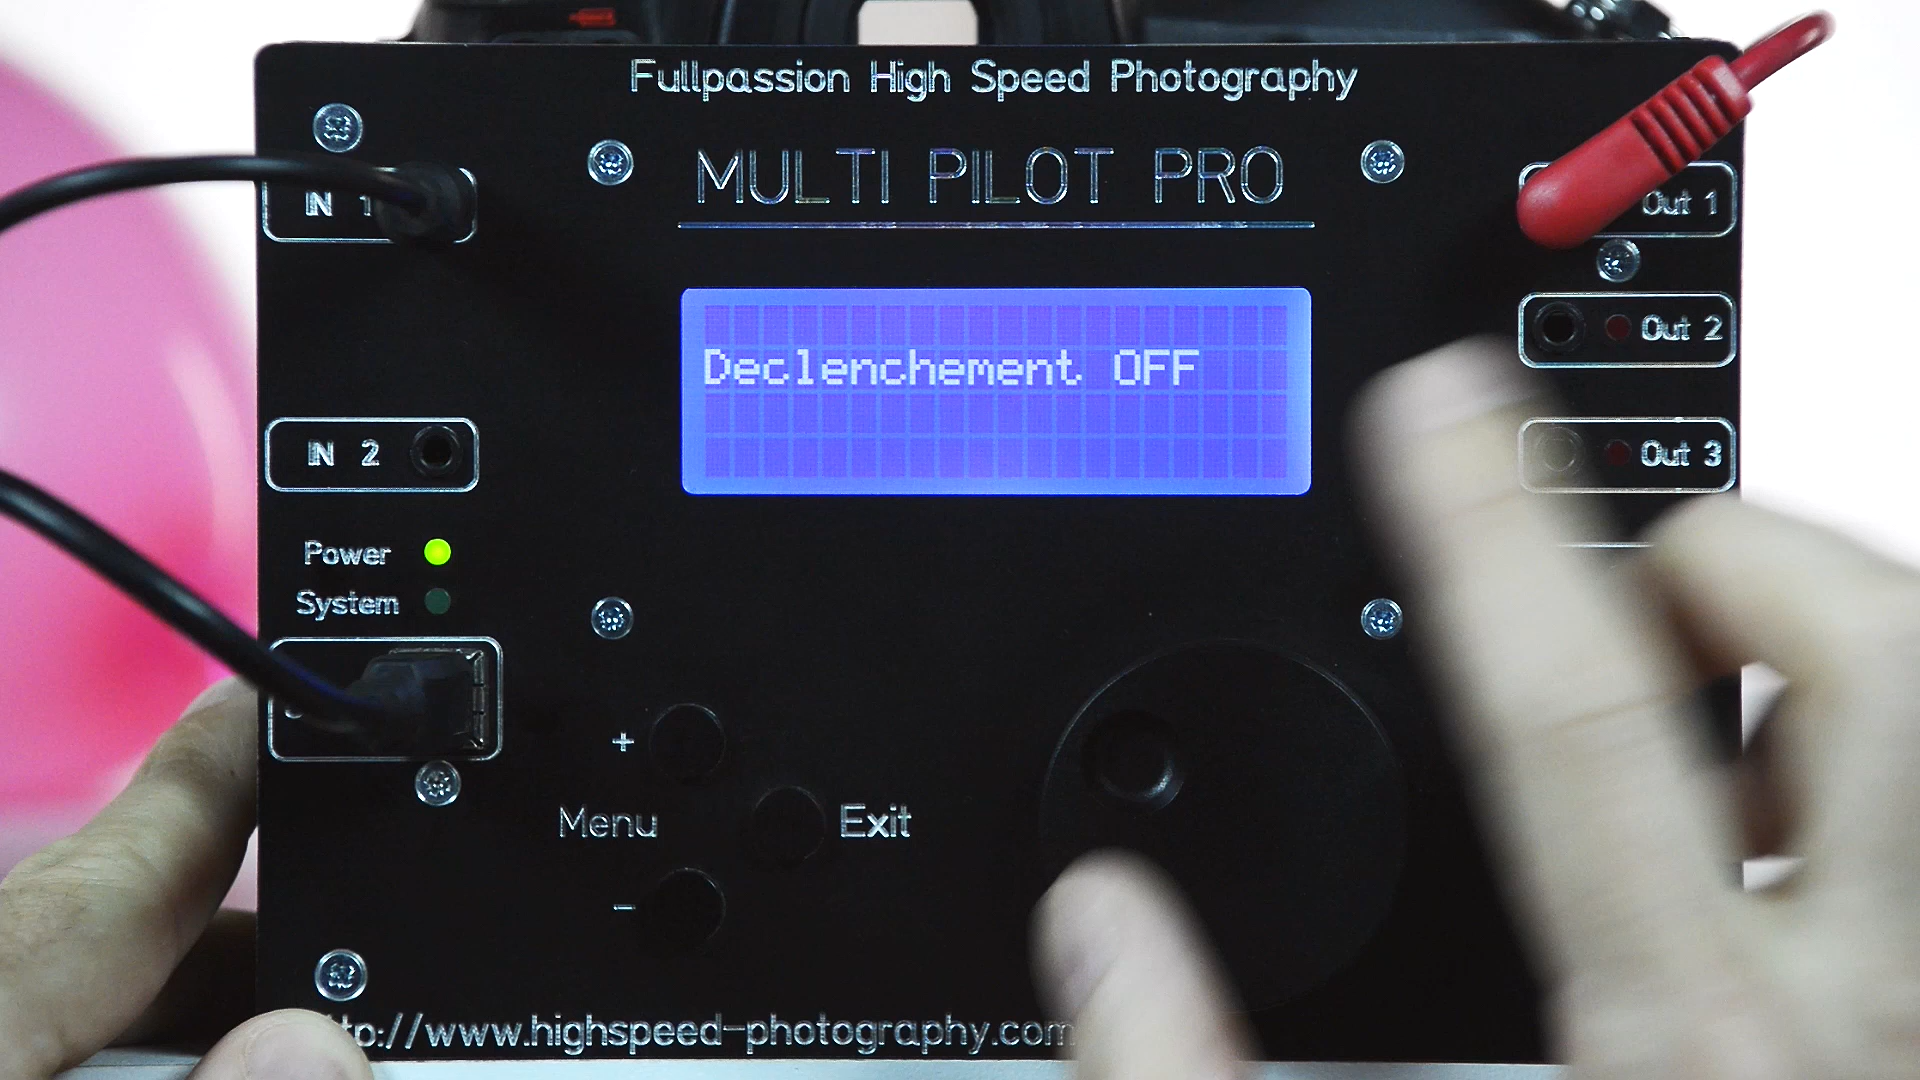 Fullpassion High Speed Photography
MULTI PILOT PRO
IN 1
Out 1
Declenchement OFF
Out 2
IN 2
Out 3
Power
System
+
Menu
Exit
-
tp://www.highspeed-photography.com